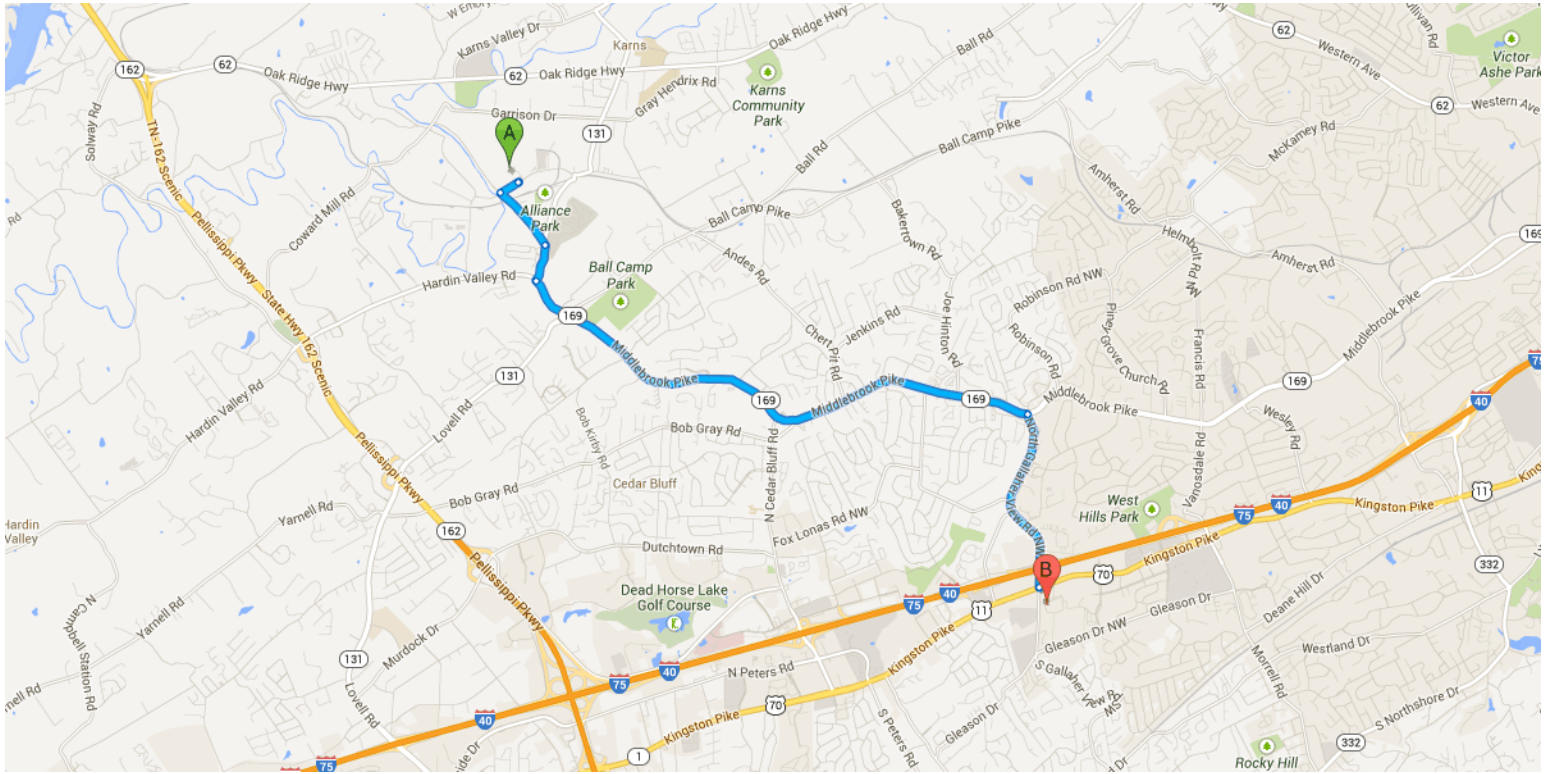 W Emory
Karns Valley Dr
Karns
Oak Ridge Hwy
Ball Rd
Sullivan Rd
Western Ave
Victor
Ashe Park
162
62
Oak Ridge Hwy
62
Oak Ridge Hwy
Gray Hendrix Rd
Karns
Community
Park
62
Western Ave
Solway Rd
TN-162 Scenic
Garrison Dr
131
A
Ball Rd
Ball Camp Pike
McKamey Rd
Amherst Rd
Coward Mill Rd
Alliance
Park
Ball Camp Pike
Bakertown Rd
Helmbolt Rd NW
Amherst Rd
169
Pellissippi Pkwy
State Hwy 162 Scenic
Hardin Valley Rd
Ball Camp
Park
Andes Rd
Joe Hinton Rd
Robinson Rd NW
Piney Grove Church Rd
Francis Rd
Middlebrook Pike
169
Chert Pit Rd
Jenkins Rd
Robinson Rd
Middlebrook Pike
131
Hardin Valley Rd
Lovell Rd
169
Middlebrook Pike
169
Middlebrook Pike
169
40
Bob Kirby Rd
Bob Gray Rd
N Cedar Bluff Rd
North Gallaher View Rd NW
Vanosdale Rd
Wesley Rd
Pellissippi Pkwy
Cedar Bluff
Bob Gray Rd
Yarnell Rd
Hardin
Valley
162
Dutchtown Rd
Fox Lonas Rd NW
West
Hills Park
75
40
Kingston Pike
11
Kingston Pike
Kingston Pike
70
B
332
Pellissippi Pkwy
Dead Horse Lake
Golf Course
75
40
11
Gleason Dr
Deane Hill Dr
N Campbell Station Rd
Yarnell Rd
Murdock Dr
Kingston Pike
Gleason Dr NW
Westland Dr
131
Lovell Rd
40
75
N Peters Rd
S Gallaher View R
Morrell Rd
S Northshore Dr
40
70
Kingston Pike
S Peters Rd
Gleason Dr
332
75
1
Rocky Hill